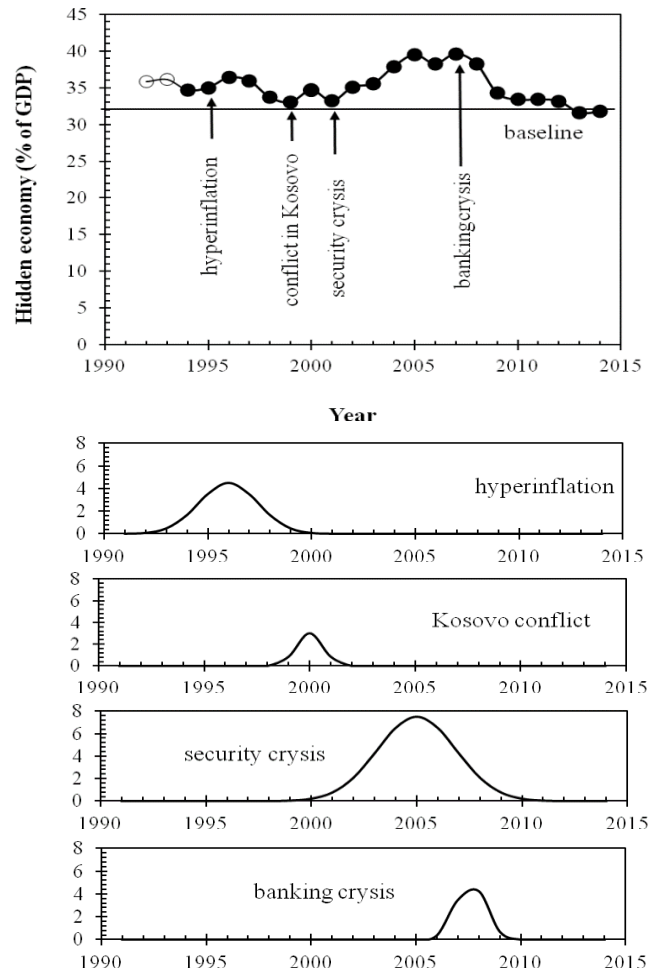 Hidden economy (% of GDP)
45
40
35
30
25
20
15
10
5
0
baseline
hyperinflation
conflict in Kosovo
security crysis
bankingcrysis
1990 1995 2000 2005 2010 2015
Year
8
6
4
2
0
hyperinflation
1990 1995 2000 2005 2010 2015
8
6
4
2
0
Kosovo conflict
1990 1995 2000 2005 2010 2015
8
6
4
2
0
security crysis
1990 1995 2000 2005 2010 2015
8
6
4
2
0
banking crysis
1990 1995 2000 2005 2010 2015